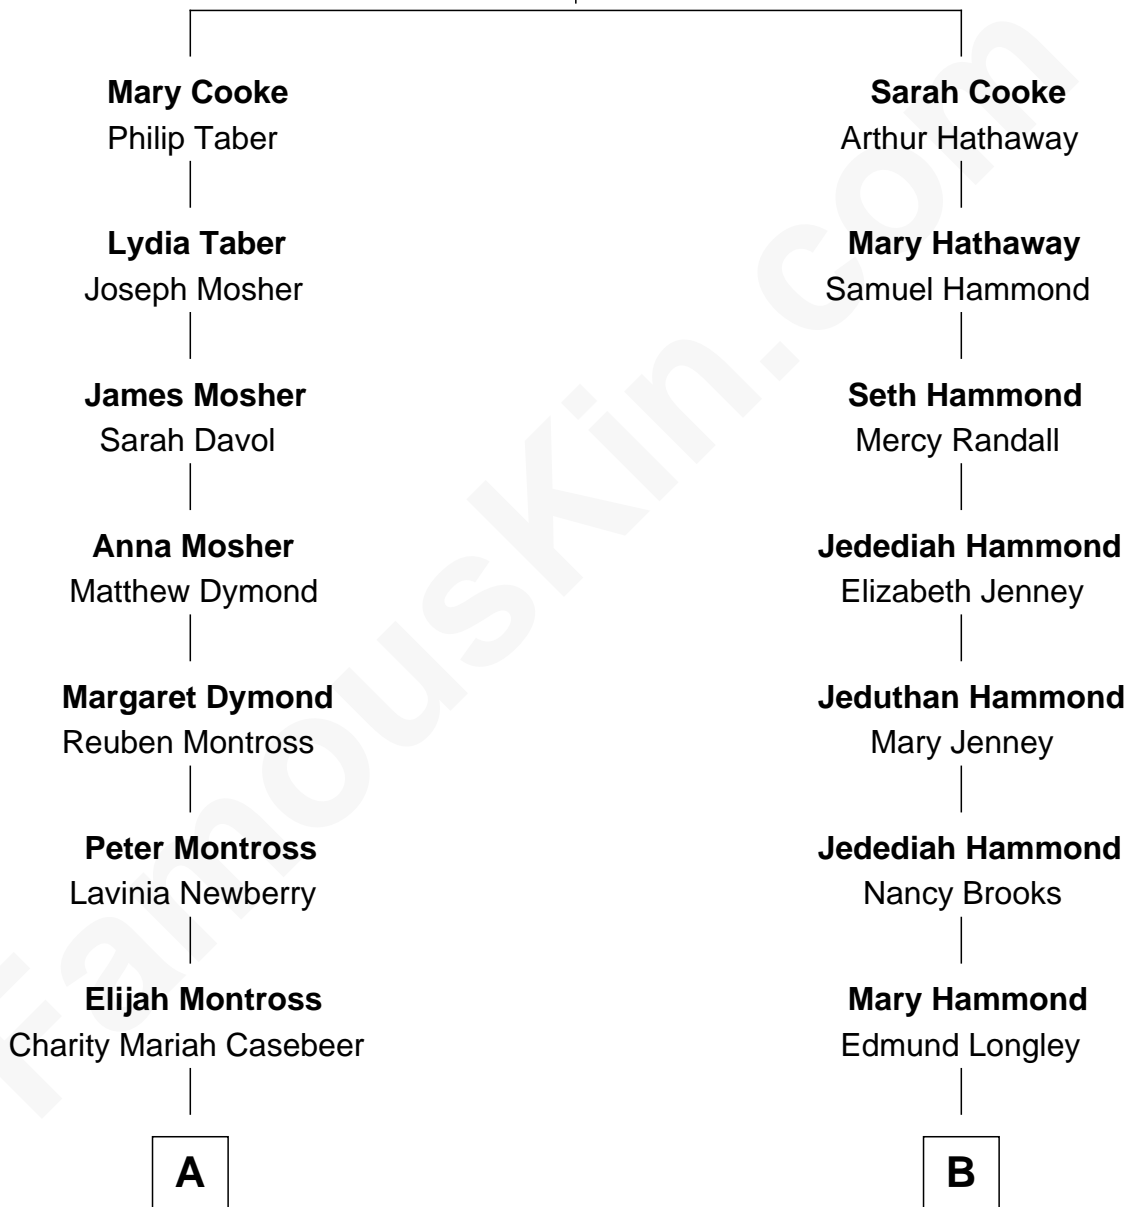 Mary Cooke
Philip Taber
Lydia Taber
Joseph Mosher
James Mosher
Sarah Davol
Anna Mosher
Matthew Dymond
Margaret Dymond
Reuben Montross
Peter Montross
Lavinia Newberry
Elijah Montross
Charity Mariah Casebeer
A
Sarah Cooke
Arthur Hathaway
Mary Hathaway
Samuel Hammond
Seth Hammond
Mercy Randall
Jedediah Hammond
Elizabeth Jenney
Jeduthan Hammond
Mary Jenney
Jedediah Hammond
Nancy Brooks
Mary Hammond
Edmund Longley
B
FamousKin.com